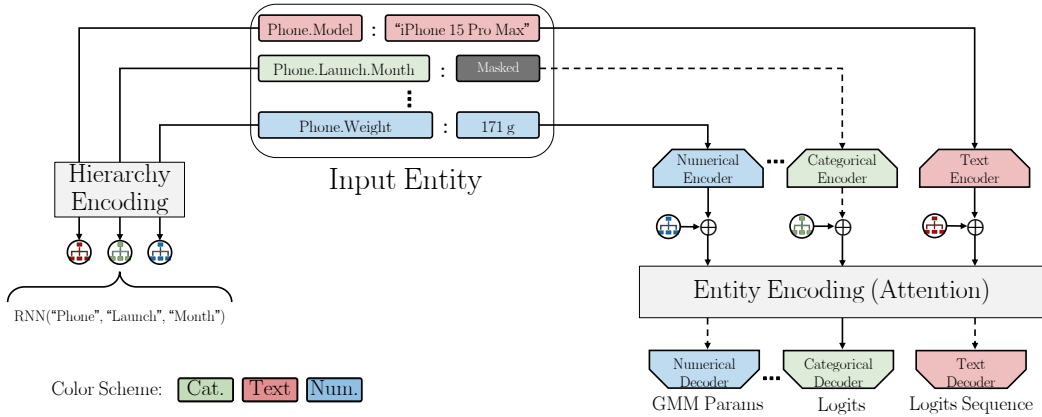 Phone.Model : “iPhone 15 Pro Max”
Phone.Launch.Month : Masked
Phone.Weight : 171 g
Input Entity
Hierarchy
Encoding
RNN(“Phone”, “Launch”, “Month”)
Numerical
Encoder
Categorical
Encoder
Text
Encoder
Entity Encoding (Attention)
Numerical
Decoder
Categorical
Decoder
Text
Decoder
GMM Params
Logits
Logits Sequence
Color Scheme: Cat. Text Num.